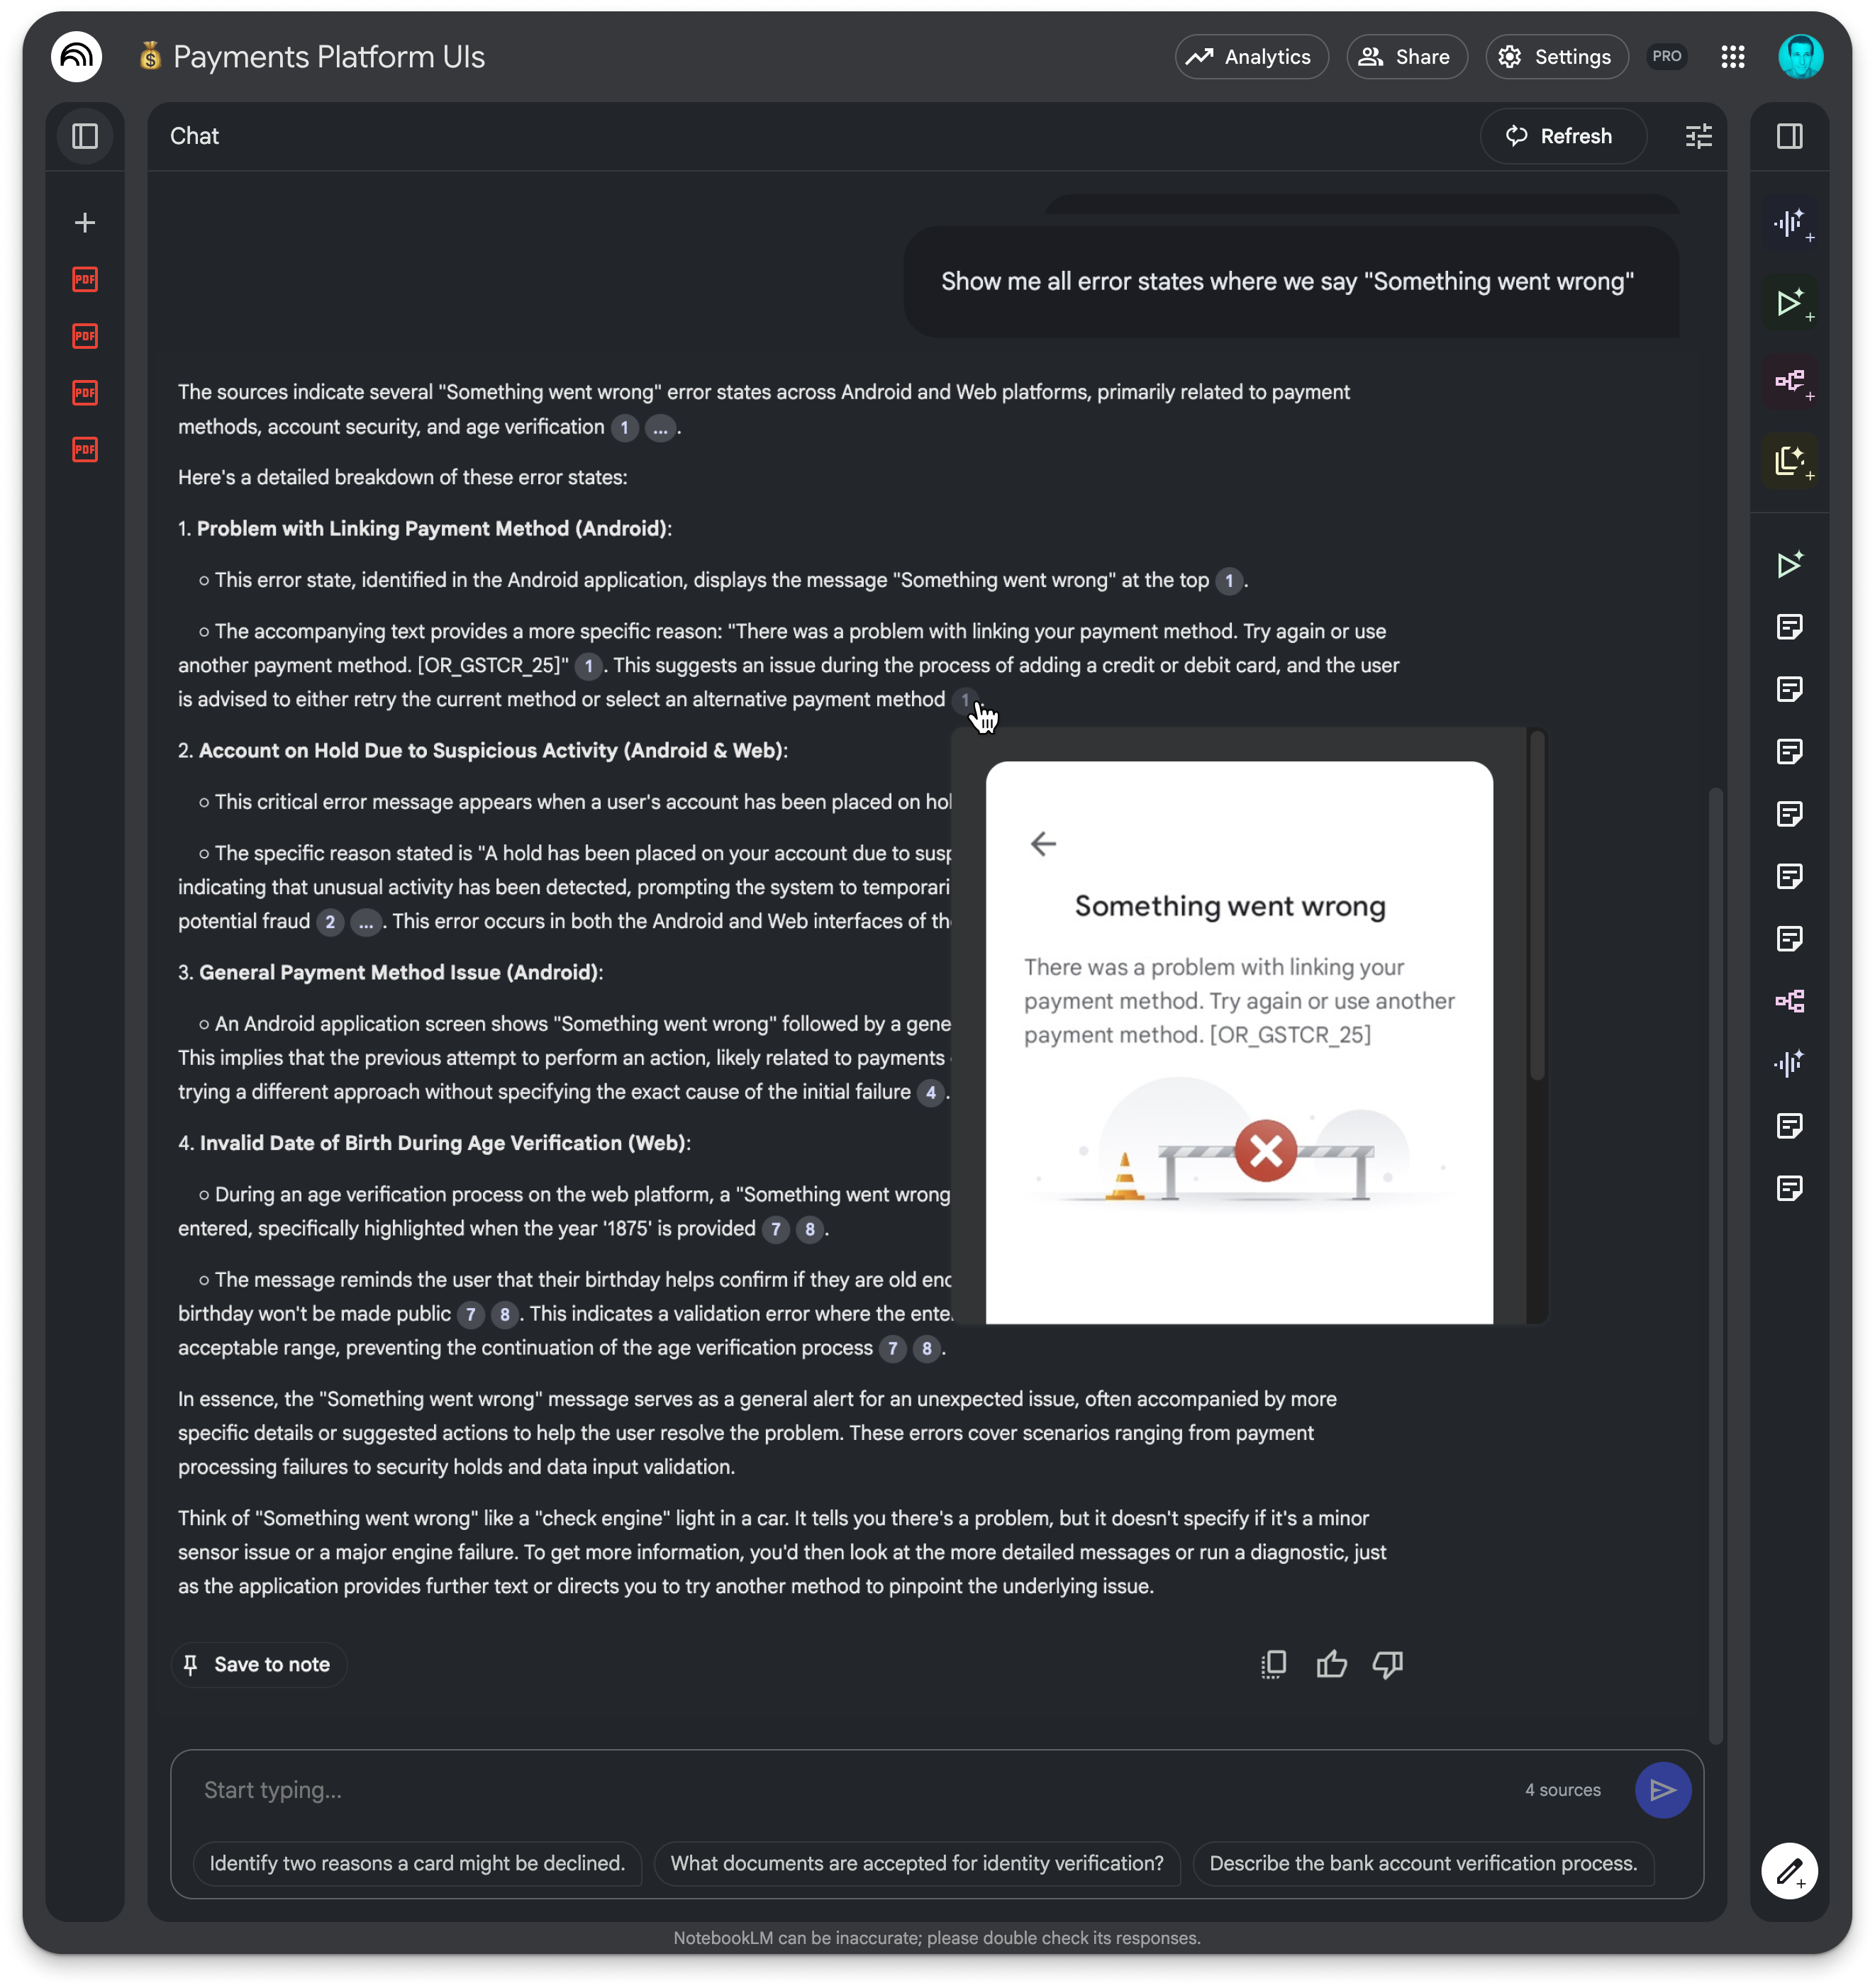 Payments Platform UIs
Analytics
Share
Settings
PRO
Chat
Refresh
PDF
PDF
PDF
PDF
Show me all error states where we say "Something went wrong"
The sources indicate several "Something went wrong" error states across Android and Web platforms, primarily related to payment
methods, account security, and age verification 1 ... .
Here's a detailed breakdown of these error states:
1. Problem with Linking Payment Method (Android):
○ This error state, identified in the Android application, displays the message "Something went wrong" at the top 1 .
○ The accompanying text provides a more specific reason: "There was a problem with linking your payment method. Try again or use
another payment method. [OR_GSTCR_25]" 1 . This suggests an issue during the process of adding a credit or debit card, and the user
is advised to either retry the current method or select an alternative payment method 1 .
2. Account on Hold Due to Suspicious Activity (Android & Web):
○ This critical error message appears when a user's account has been placed on hol
○ The specific reason stated is "A hold has been placed on your account due to susp
indicating that unusual activity has been detected, prompting the system to temporari
potential fraud 2 ... . This error occurs in both the Android and Web interfaces of th
3. General Payment Method Issue (Android):
○ An Android application screen shows "Something went wrong" followed by a gene
This implies that the previous attempt to perform an action, likely related to payments
trying a different approach without specifying the exact cause of the initial failure 4 .
4. Invalid Date of Birth During Age Verification (Web):
○ During an age verification process on the web platform, a "Something went wrong
entered, specifically highlighted when the year '1875' is provided 7 8 .
○ The message reminds the user that their birthday helps confirm if they are old eno
birthday won't be made public 7 8 . This indicates a validation error where the ente
acceptable range, preventing the continuation of the age verification process 7 8 .
In essence, the "Something went wrong" message serves as a general alert for an unexpected issue, often accompanied by more
specific details or suggested actions to help the user resolve the problem. These errors cover scenarios ranging from payment
processing failures to security holds and data input validation.
Think of "Something went wrong" like a "check engine" light in a car. It tells you there's a problem, but it doesn't specify if it's a minor
sensor issue or a major engine failure. To get more information, you'd then look at the more detailed messages or run a diagnostic, just
as the application provides further text or directs you to try another method to pinpoint the underlying issue.
Something went wrong
There was a problem with linking your
payment method. Try again or use another
payment method. [OR_GSTCR_25]
Save to note
Start typing...
4 sources
Identify two reasons a card might be declined.
What documents are accepted for identity verification?
Describe the bank account verification process.
NotebookLM can be inaccurate; please double check its responses.